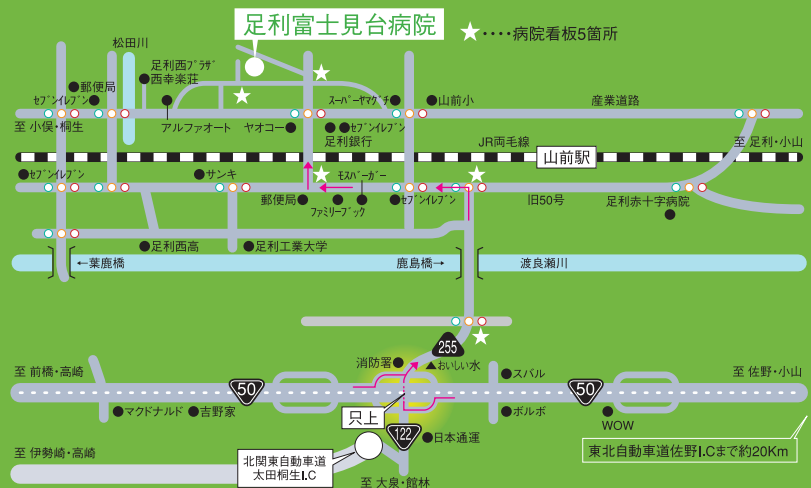 足利富士見台病院
★････病院看板5箇所
松田川
足利西プラザ
●西幸楽荘
●郵便局
セブンイレブン●
スーパーヤマグチ●
●山前小
産業道路
至 小俣・桐生
アルファオート
ヤオコー●
●●セブンイレブン
足利銀行
JR両毛線
山前駅
至 足利・小山
●セブンイレブン
●サンキ
モスバーガー
郵便局●
ファミリーブック
●セブンイレブン
旧50号
足利赤十字病院
●足利西高
●足利工業大学
←葉鹿橋
鹿島橋→
渡良瀬川
255
消防署●
▲おいしい水
至 前橋・高崎
50
●スバル
50
至 佐野・小山
●マクドナルド
●吉野家
只上
●ボルボ
WOW
122
●日本通運
東北自動車道佐野I.Cまで約20Km
至 伊勢崎・高崎
北関東自動車道
太田桐生I.C
至 大泉・館林